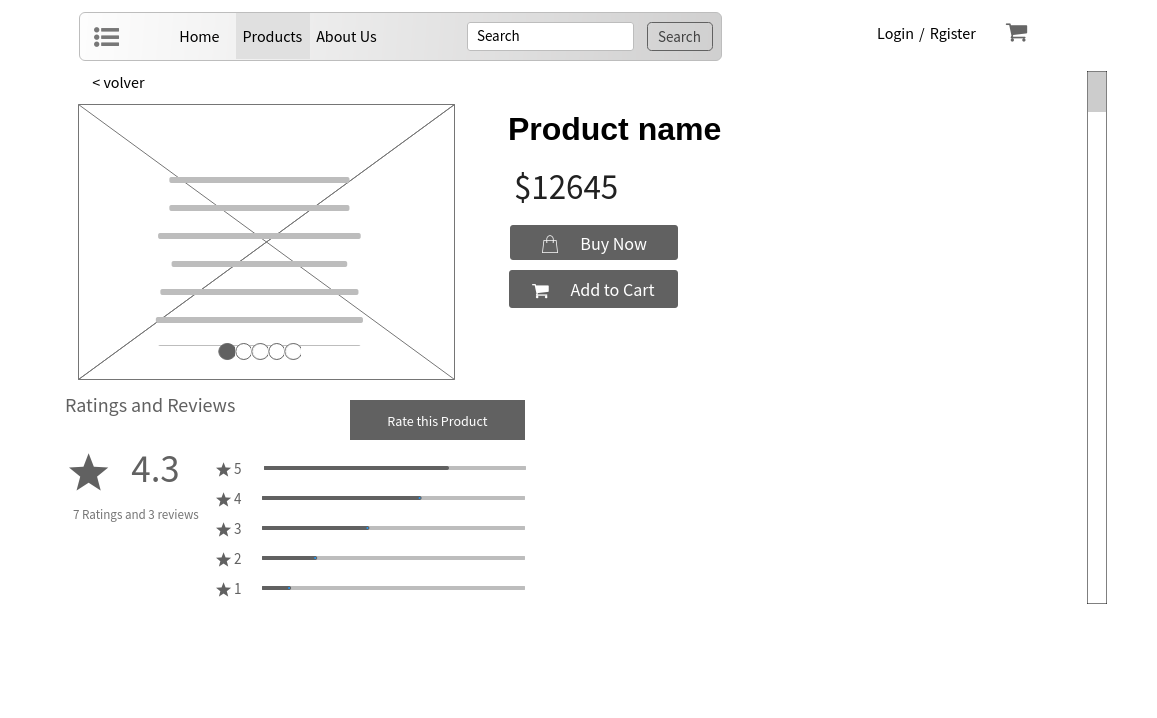 Home Products About Us Search Search Login / Rgister
< volver
Product name
$12645
Buy Now
Add to Cart
Ratings and Reviews
Rate this Product
4.3
7 Ratings and 3 reviews
5
4
3
2
1